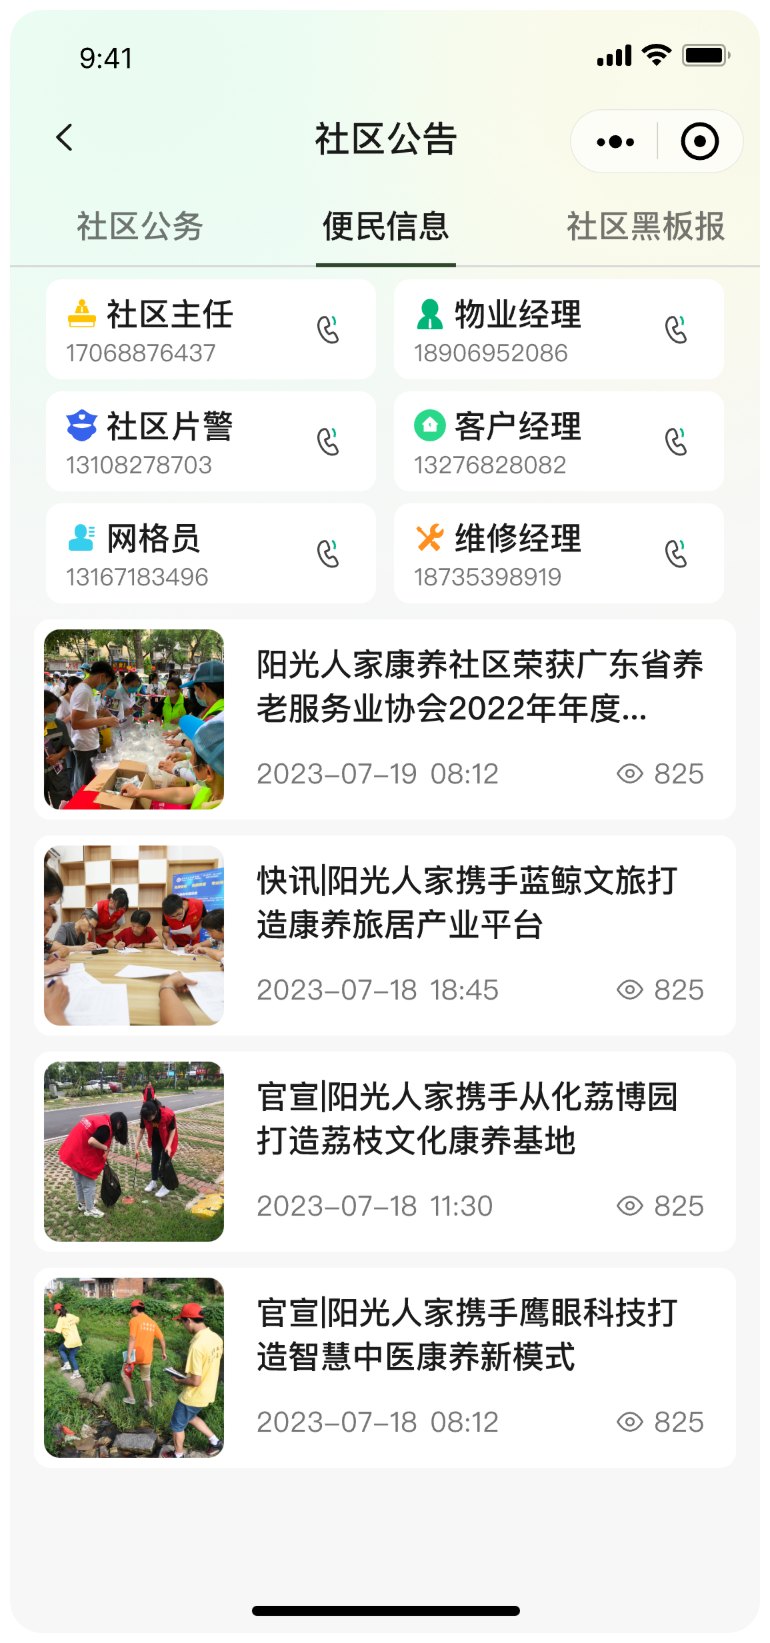 9:41
社区公告
社区公务 便民信息 社区黑板报
社区主任 物业经理
17068876437 18906952086
社区片警 客户经理
13108278703 13276828082
网格员 维修经理
13167183496 18735398919
阳光人家康养社区荣获广东省养
老服务业协会2022年年度...
2023-07-19 08:12 825
快讯|阳光人家携手蓝鲸文旅打
造康养旅居产业平台
2023-07-18 18:45 825
官宣|阳光人家携手从化荔博园
打造荔枝文化康养基地
2023-07-18 11:30 825
官宣|阳光人家携手鹰眼科技打
造智慧中医康养新模式
2023-07-18 08:12 825